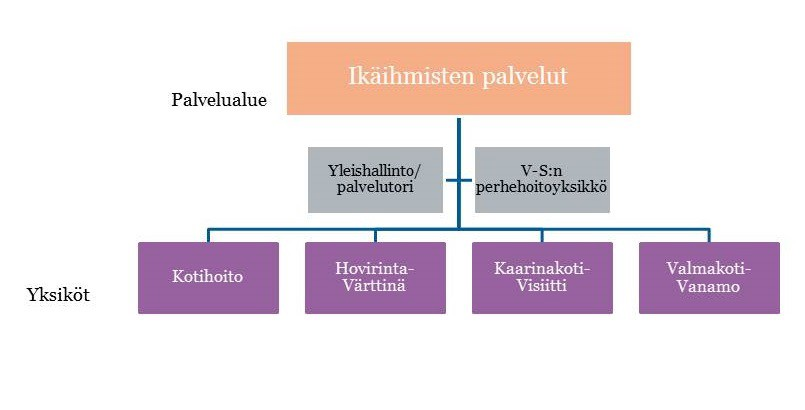 Ikäihmisten palvelut
Palvelualue
Yleishallinto/
palvelutori
V-S:n
perhehoitoyksikkö
Kotihoito
Hovirinta-
Värttinä
Kaarinakoti-
Visiitti
Valmakoti-
Vanamo
Yksiköt